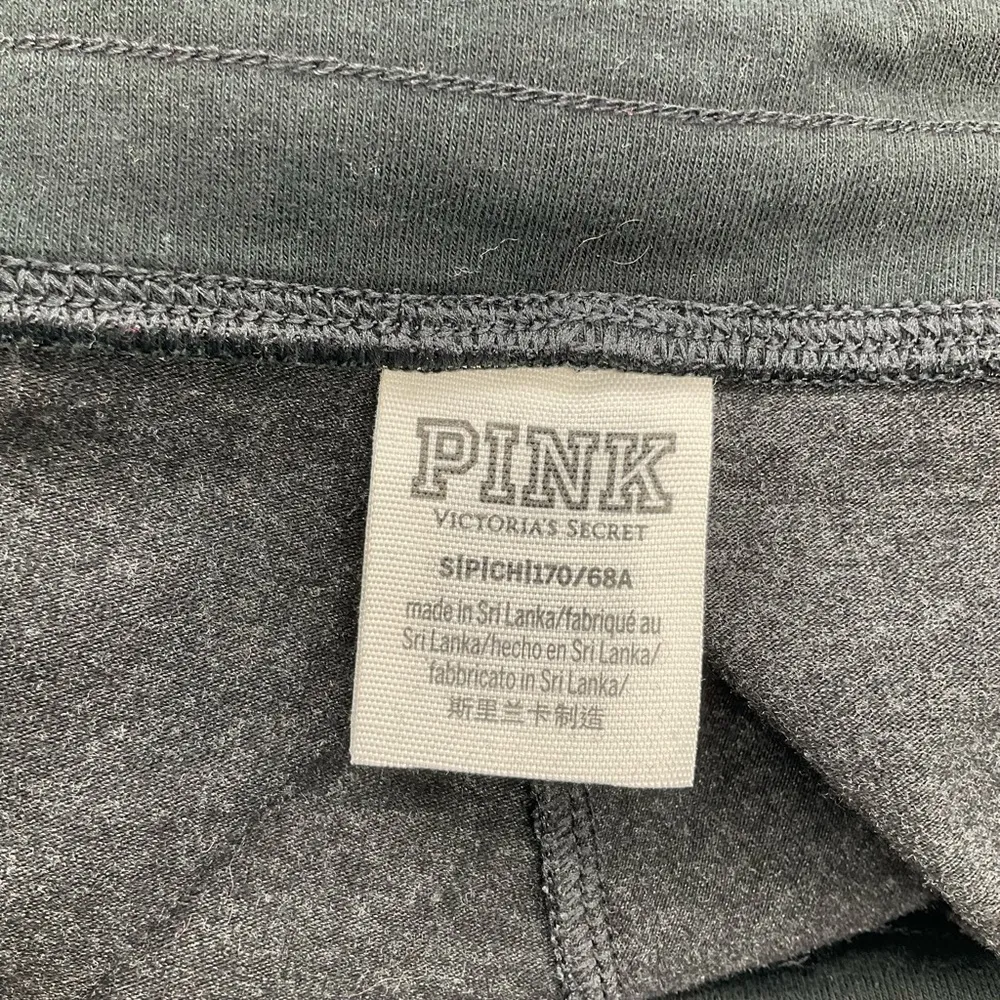 PINK
VICTORIA'S SECRET
S|P|CH|170/68A
made in Sri Lanka/fabriqué au
Sri Lanka/hecho en Sri Lanka/
fabbricato in Sri Lanka/
斯里兰卡制造